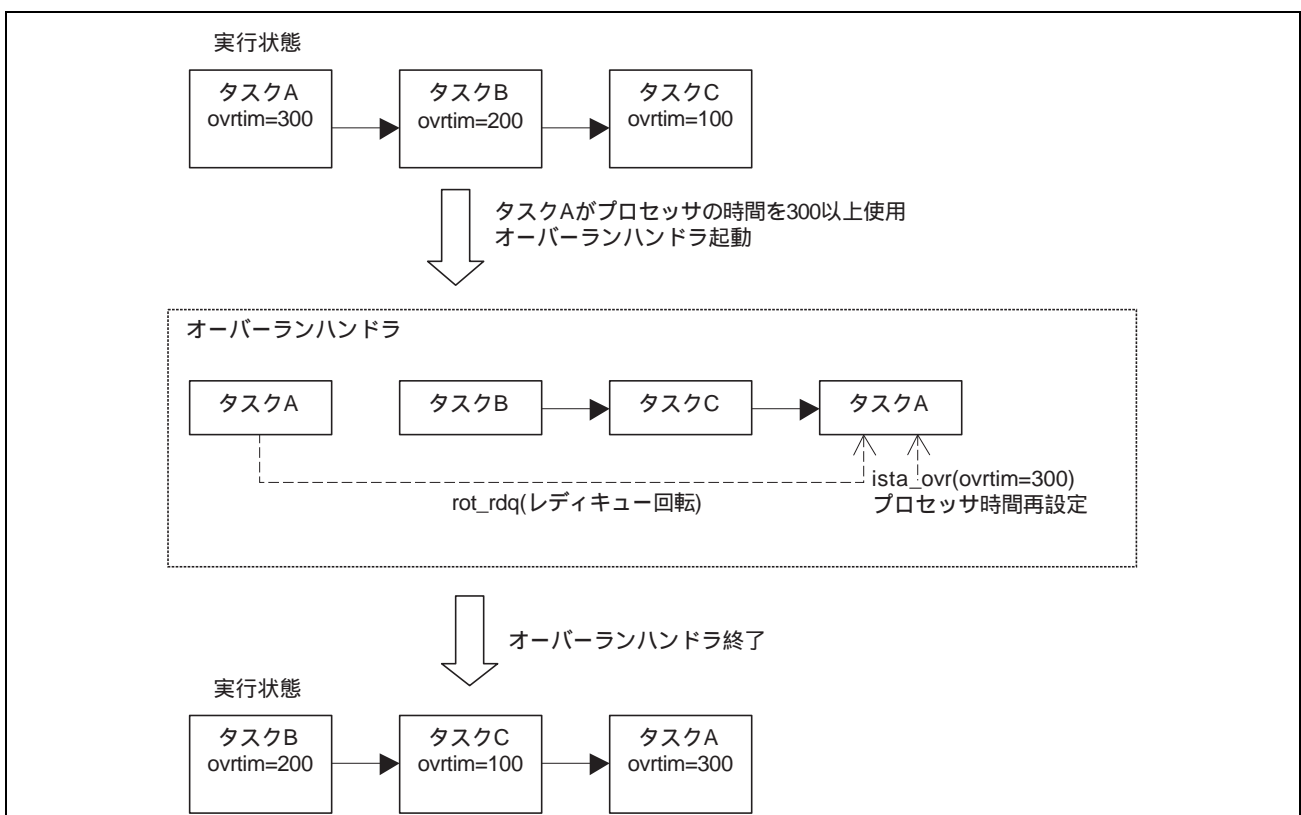 実行状態
タスクA
ovrtim=300
タスクB
ovrtim=200
タスクC
ovrtim=100
タスクAがプロセッサの時間を300以上使用
オーバーランハンドラ起動
オーバーランハンドラ
タスクA
タスクB
タスクC
タスクA
ista_ovr(ovrtim=300)
プロセッサ時間再設定
rot_rdq(レディキュー回転)
オーバーランハンドラ終了
実行状態
タスクB
ovrtim=200
タスクC
ovrtim=100
タスクA
ovrtim=300